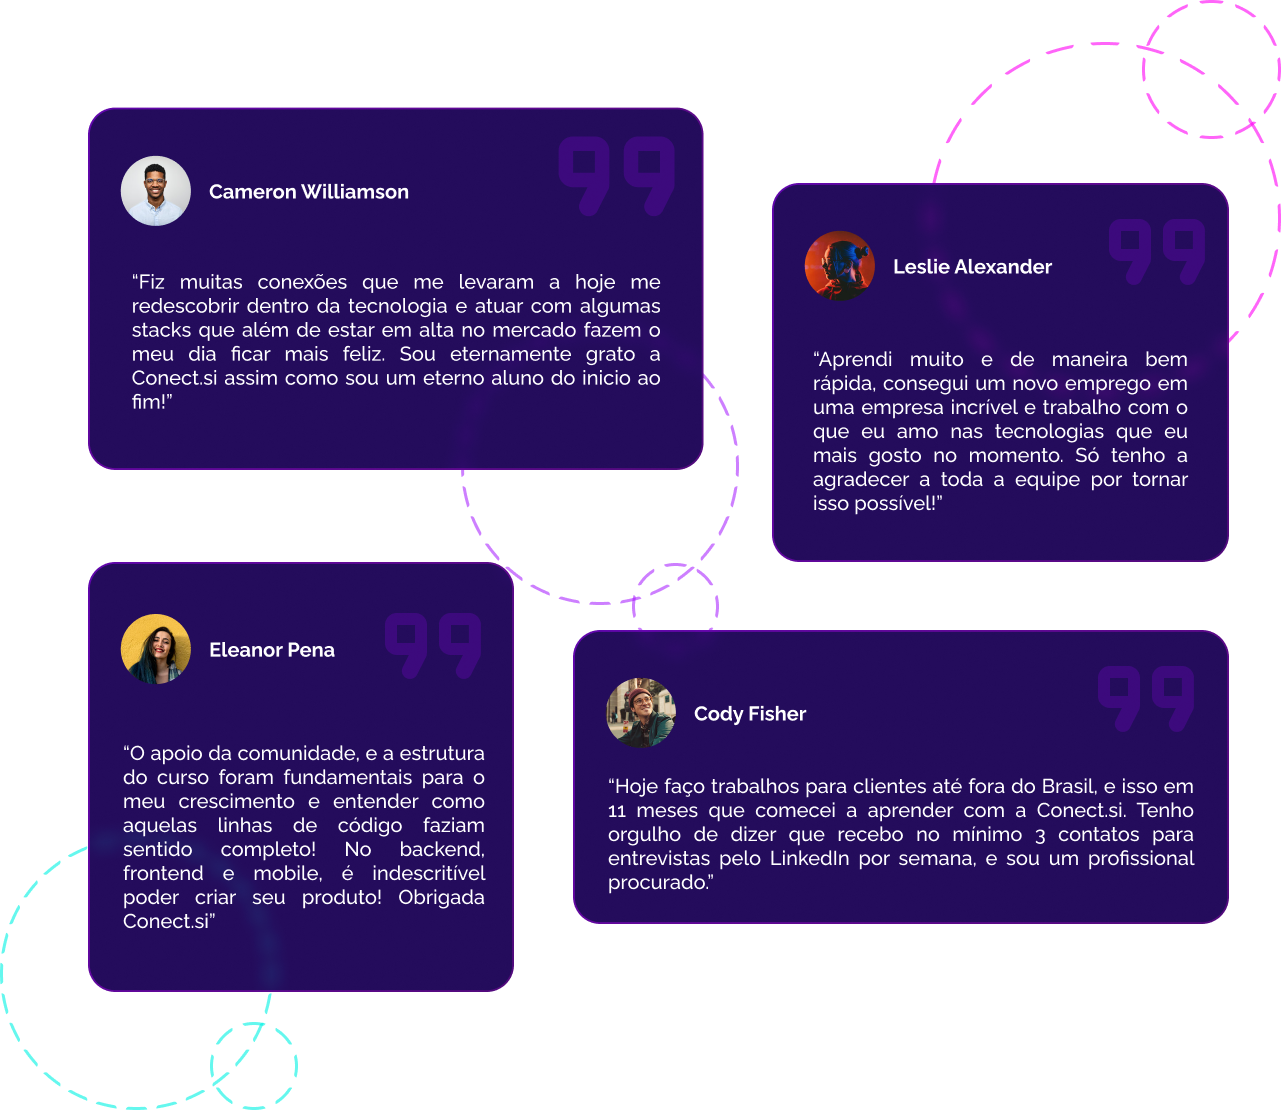 Cameron Williamson
“Fiz muitas conexões que me levaram a hoje me
redescobrir dentro da tecnologia e atuar com algumas
stacks que além de estar em alta no mercado fazem o
meu dia ficar mais feliz. Sou eternamente grato a
Conect.si assim como sou um eterno aluno do inicio ao
fim!”
Leslie Alexander
“Aprendi muito e de maneira bem
rápida, consegui um novo emprego em
uma empresa incrível e trabalho com o
que eu amo nas tecnologias que eu
mais gosto no momento. Só tenho a
agradecer a toda a equipe por tornar
isso possível!”
Eleanor Pena
“O apoio da comunidade, e a estrutura
do curso foram fundamentais para o
meu crescimento e entender como
aquelas linhas de código faziam
sentido completo! No backend,
frontend e mobile, é indescritível
poder criar seu produto! Obrigada
Conect.si”
Cody Fisher
“Hoje faço trabalhos para clientes até fora do Brasil, e isso em
11 meses que comecei a aprender com a Conect.si. Tenho
orgulho de dizer que recebo no mínimo 3 contatos para
entrevistas pelo LinkedIn por semana, e sou um profissional
procurado.”